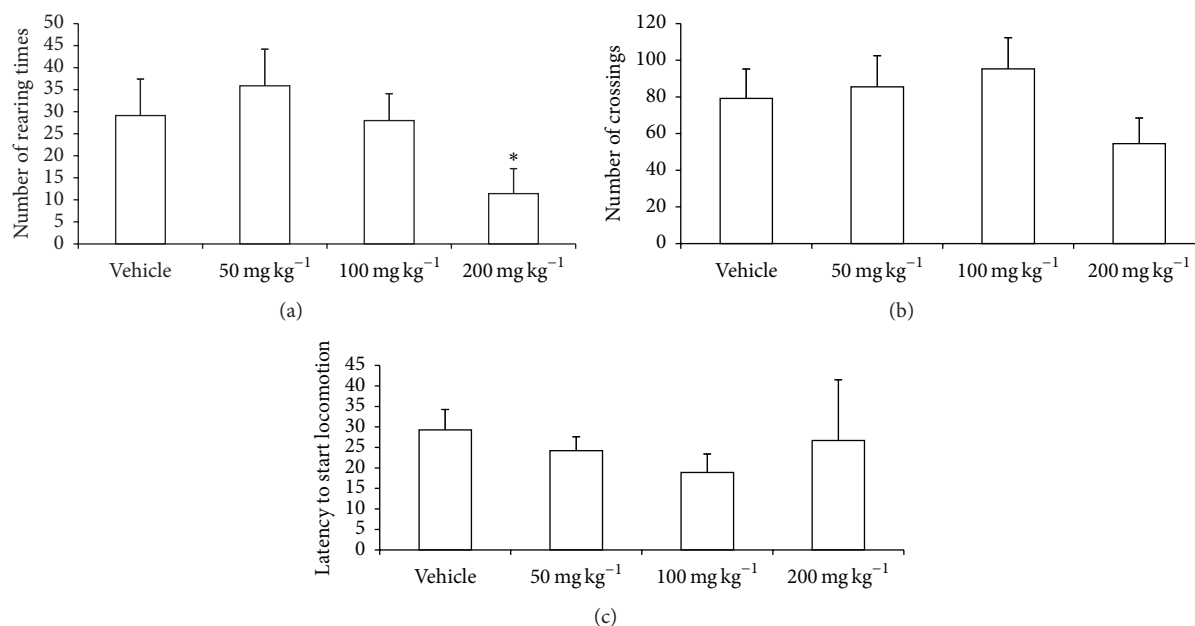 Number of rearing times
50
45
40
35
30
25
20
15
10
5
0
*
Vehicle
50 mg kg⁻¹
100 mg kg⁻¹
200 mg kg⁻¹
(a)
Number of crossings
120
100
80
60
40
20
0
Vehicle
50 mg kg⁻¹
100 mg kg⁻¹
200 mg kg⁻¹
(b)
Latency to start locomotion
45
40
35
30
25
20
15
10
5
0
Vehicle
50 mg kg⁻¹
100 mg kg⁻¹
200 mg kg⁻¹
(c)